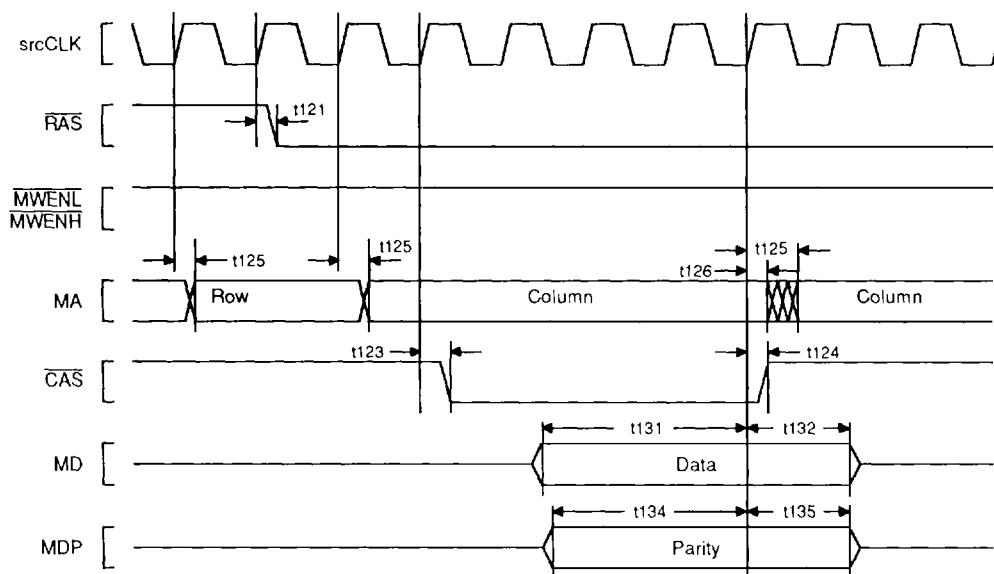 srcCLK
RAS
t121
MWENL
MWENH
t125
t125
t125
t126
MA
Row
Column
Column
t123
t124
CAS
t131
t132
MD
Data
t134
t135
MDP
Parity